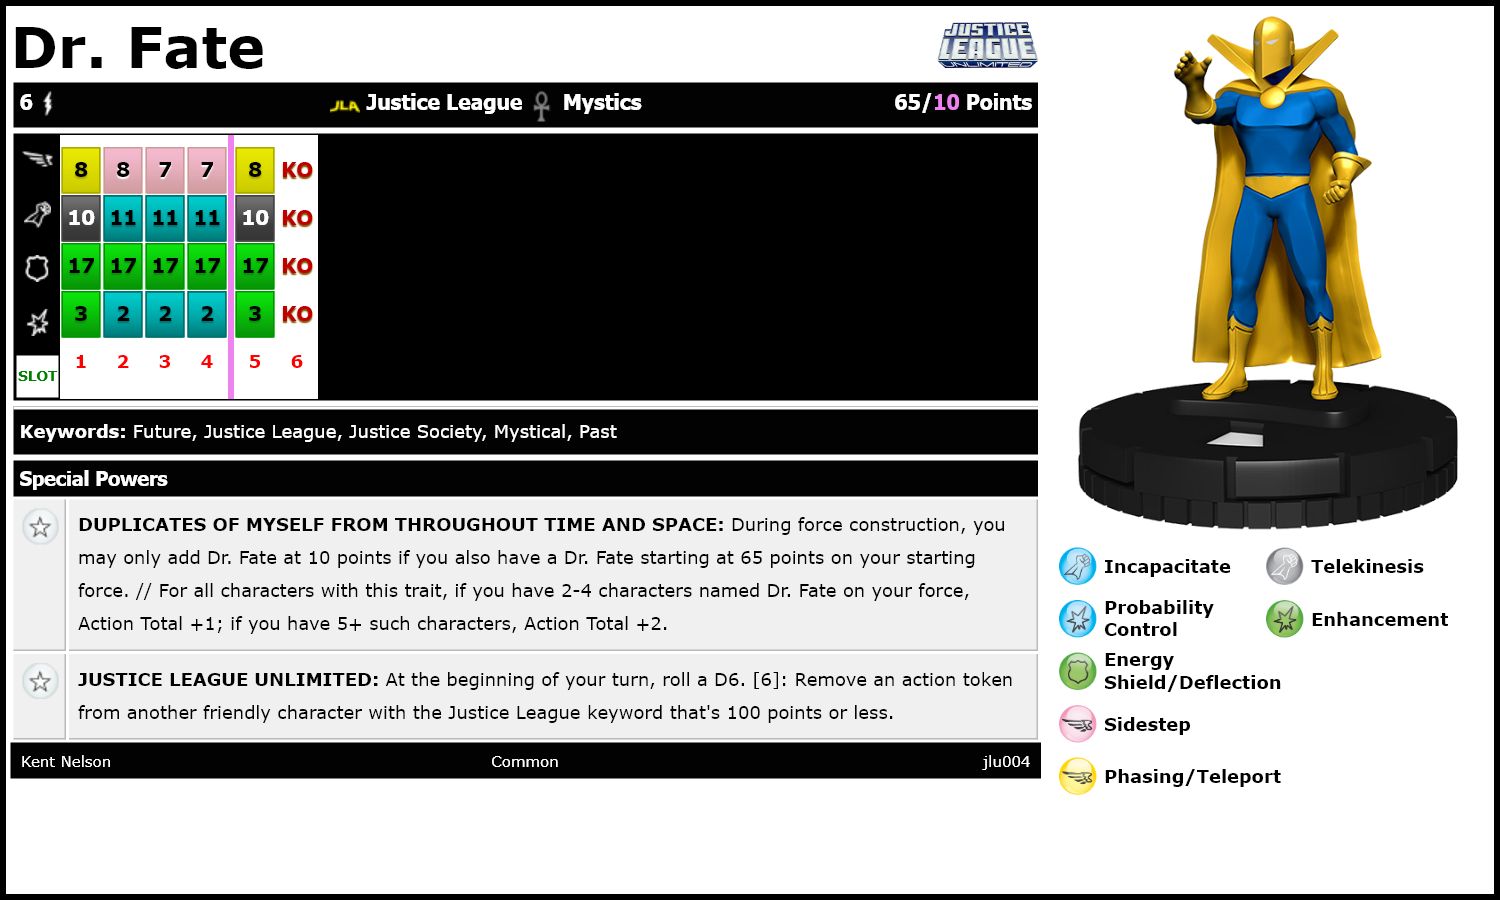 Dr. Fate
JUSTICE LEAGUE UNLIMITED
6 JLA Justice League Mystics 65/10 Points
8 8 7 7 8 KO
10 11 11 11 10 KO
17 17 17 17 17 KO
3 2 2 2 3 KO
SLOT 1 2 3 4 5 6
Keywords: Future, Justice League, Justice Society, Mystical, Past
Special Powers
DUPLICATES OF MYSELF FROM THROUGHOUT TIME AND SPACE: During force construction, you
may only add Dr. Fate at 10 points if you also have a Dr. Fate starting at 65 points on your starting
force. // For all characters with this trait, if you have 2-4 characters named Dr. Fate on your force,
Action Total +1; if you have 5+ such characters, Action Total +2.
JUSTICE LEAGUE UNLIMITED: At the beginning of your turn, roll a D6. [6]: Remove an action token
from another friendly character with the Justice League keyword that's 100 points or less.
Kent Nelson Common jlu004
Incapacitate Telekinesis
Probability
Control
Enhancement
Energy
Shield/Deflection
Sidestep
Phasing/Teleport